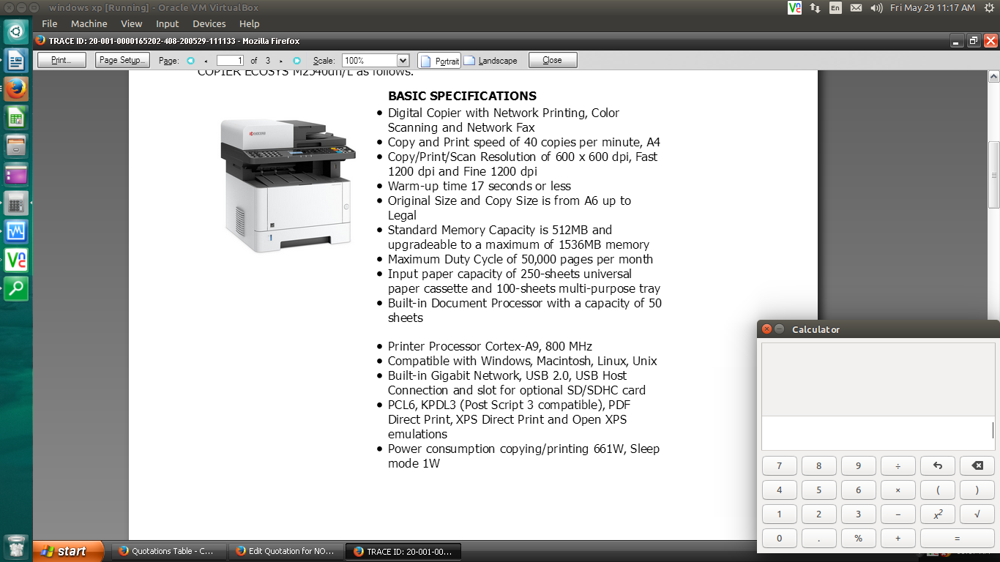 windows xp [Running] - Oracle VM VirtualBox
En
Fri May 29 11:17 AM
File Machine View Input Devices Help
TRACE ID: 20-001-0000165202-408-200529-111133 - Mozilla Firefox
Print... Page Setup... Page: 1 of 3 Scale: 100% Portrait Landscape Close
COPIER ECOSYS M2540dn/L as follows:
BASIC SPECIFICATIONS
• Digital Copier with Network Printing, Color
Scanning and Network Fax
• Copy and Print speed of 40 copies per minute, A4
• Copy/Print/Scan Resolution of 600 x 600 dpi, Fast
1200 dpi and Fine 1200 dpi
• Warm-up time 17 seconds or less
• Original Size and Copy Size is from A6 up to
Legal
• Standard Memory Capacity is 512MB and
upgradeable to a maximum of 1536MB memory
• Maximum Duty Cycle of 50,000 pages per month
• Input paper capacity of 250-sheets universal
paper cassette and 100-sheets multi-purpose tray
• Built-in Document Processor with a capacity of 50
sheets
• Printer Processor Cortex-A9, 800 MHz
• Compatible with Windows, Macintosh, Linux, Unix
• Built-in Gigabit Network, USB 2.0, USB Host
Connection and slot for optional SD/SDHC card
• PCL6, KPDL3 (Post Script 3 compatible), PDF
Direct Print, XPS Direct Print and Open XPS
emulations
• Power consumption copying/printing 661W, Sleep
mode 1W
Calculator
7 8 9 ÷
4 5 6 × ( )
1 2 3 − x² √
0 . % + =
start
Quotations Table - C...
Edit Quotation for NO...
TRACE ID: 20-001-00...